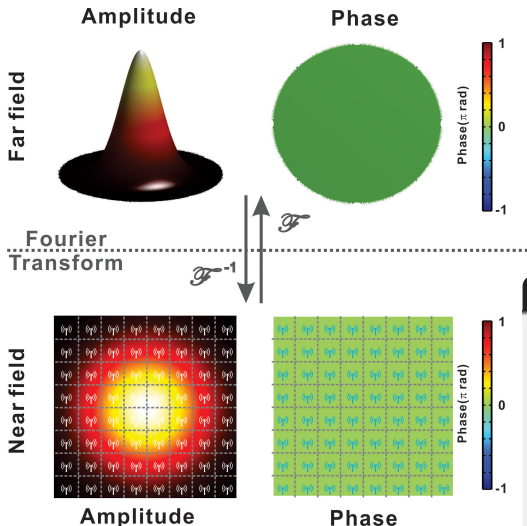 Amplitude
Phase
Far field
Phase(π rad)
1
0
-1
Fourier
Transform
ℱ
ℱ-1
Near field
Phase(π rad)
1
0
-1
Amplitude
Phase